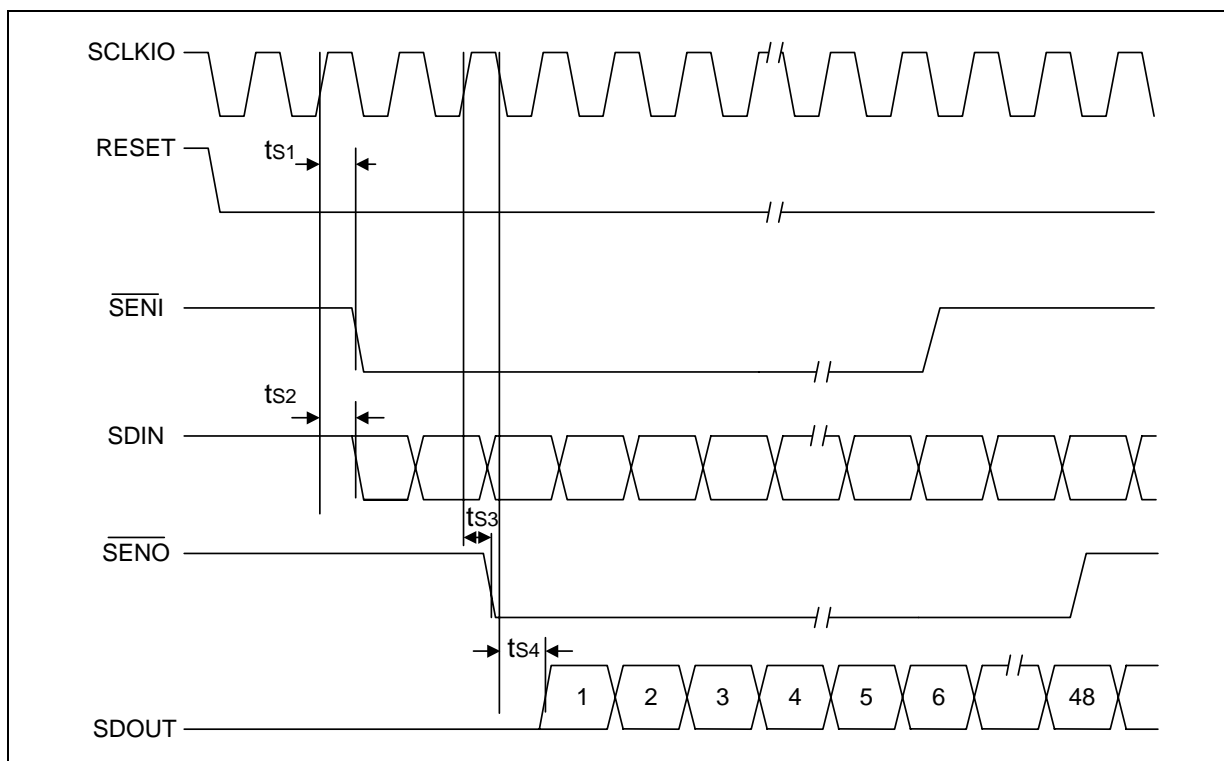 SCLKIO
RESET
tS1
SENI
tS2
SDIN
tS3
SENO
tS4
1 2 3 4 5 6 48
SDOUT